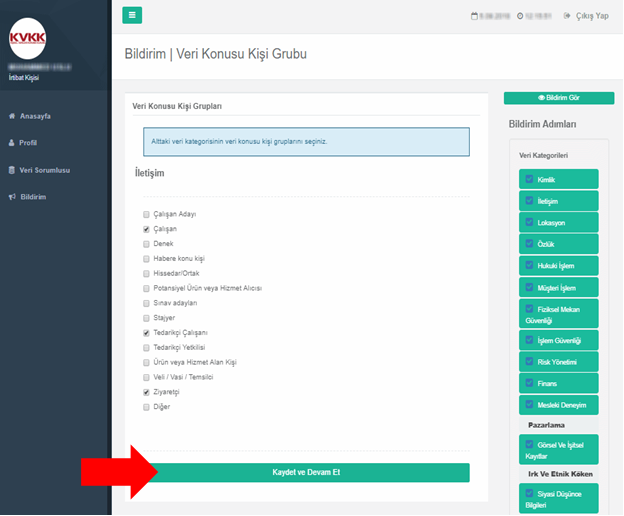 KVKK
İrtibat Kişisi
Anasayfa
Profil
Veri Sorumlusu
Bildirim
Çıkış Yap
Bildirim | Veri Konusu Kişi Grubu
Veri Konusu Kişi Grupları
Alttaki veri kategorisinin veri konusu kişi gruplarını seçiniz.
İletişim
Çalışan Adayı
Çalışan
Denek
Habere konu kişi
Hissedar/Ortak
Potansiyel Ürün veya Hizmet Alıcısı
Sınav adayları
Stajyer
Tedarikçi Çalışanı
Tedarikçi Yetkilisi
Ürün veya Hizmet Alan Kişi
Veli / Vasi / Temsilci
Ziyaretçi
Diğer
Kaydet ve Devam Et
Bildirim Gör
Bildirim Adımları
Veri Kategorileri
Kimlik
İletişim
Lokasyon
Özlük
Hukuki İşlem
Müşteri İşlem
Fiziksel Mekan
Güvenliği
İşlem Güvenliği
Risk Yönetimi
Finans
Mesleki Deneyim
Pazarlama
Görsel Ve İşitsel
Kayıtlar
Irk Ve Etnik Köken
Siyasi Düşünce
Bilgileri